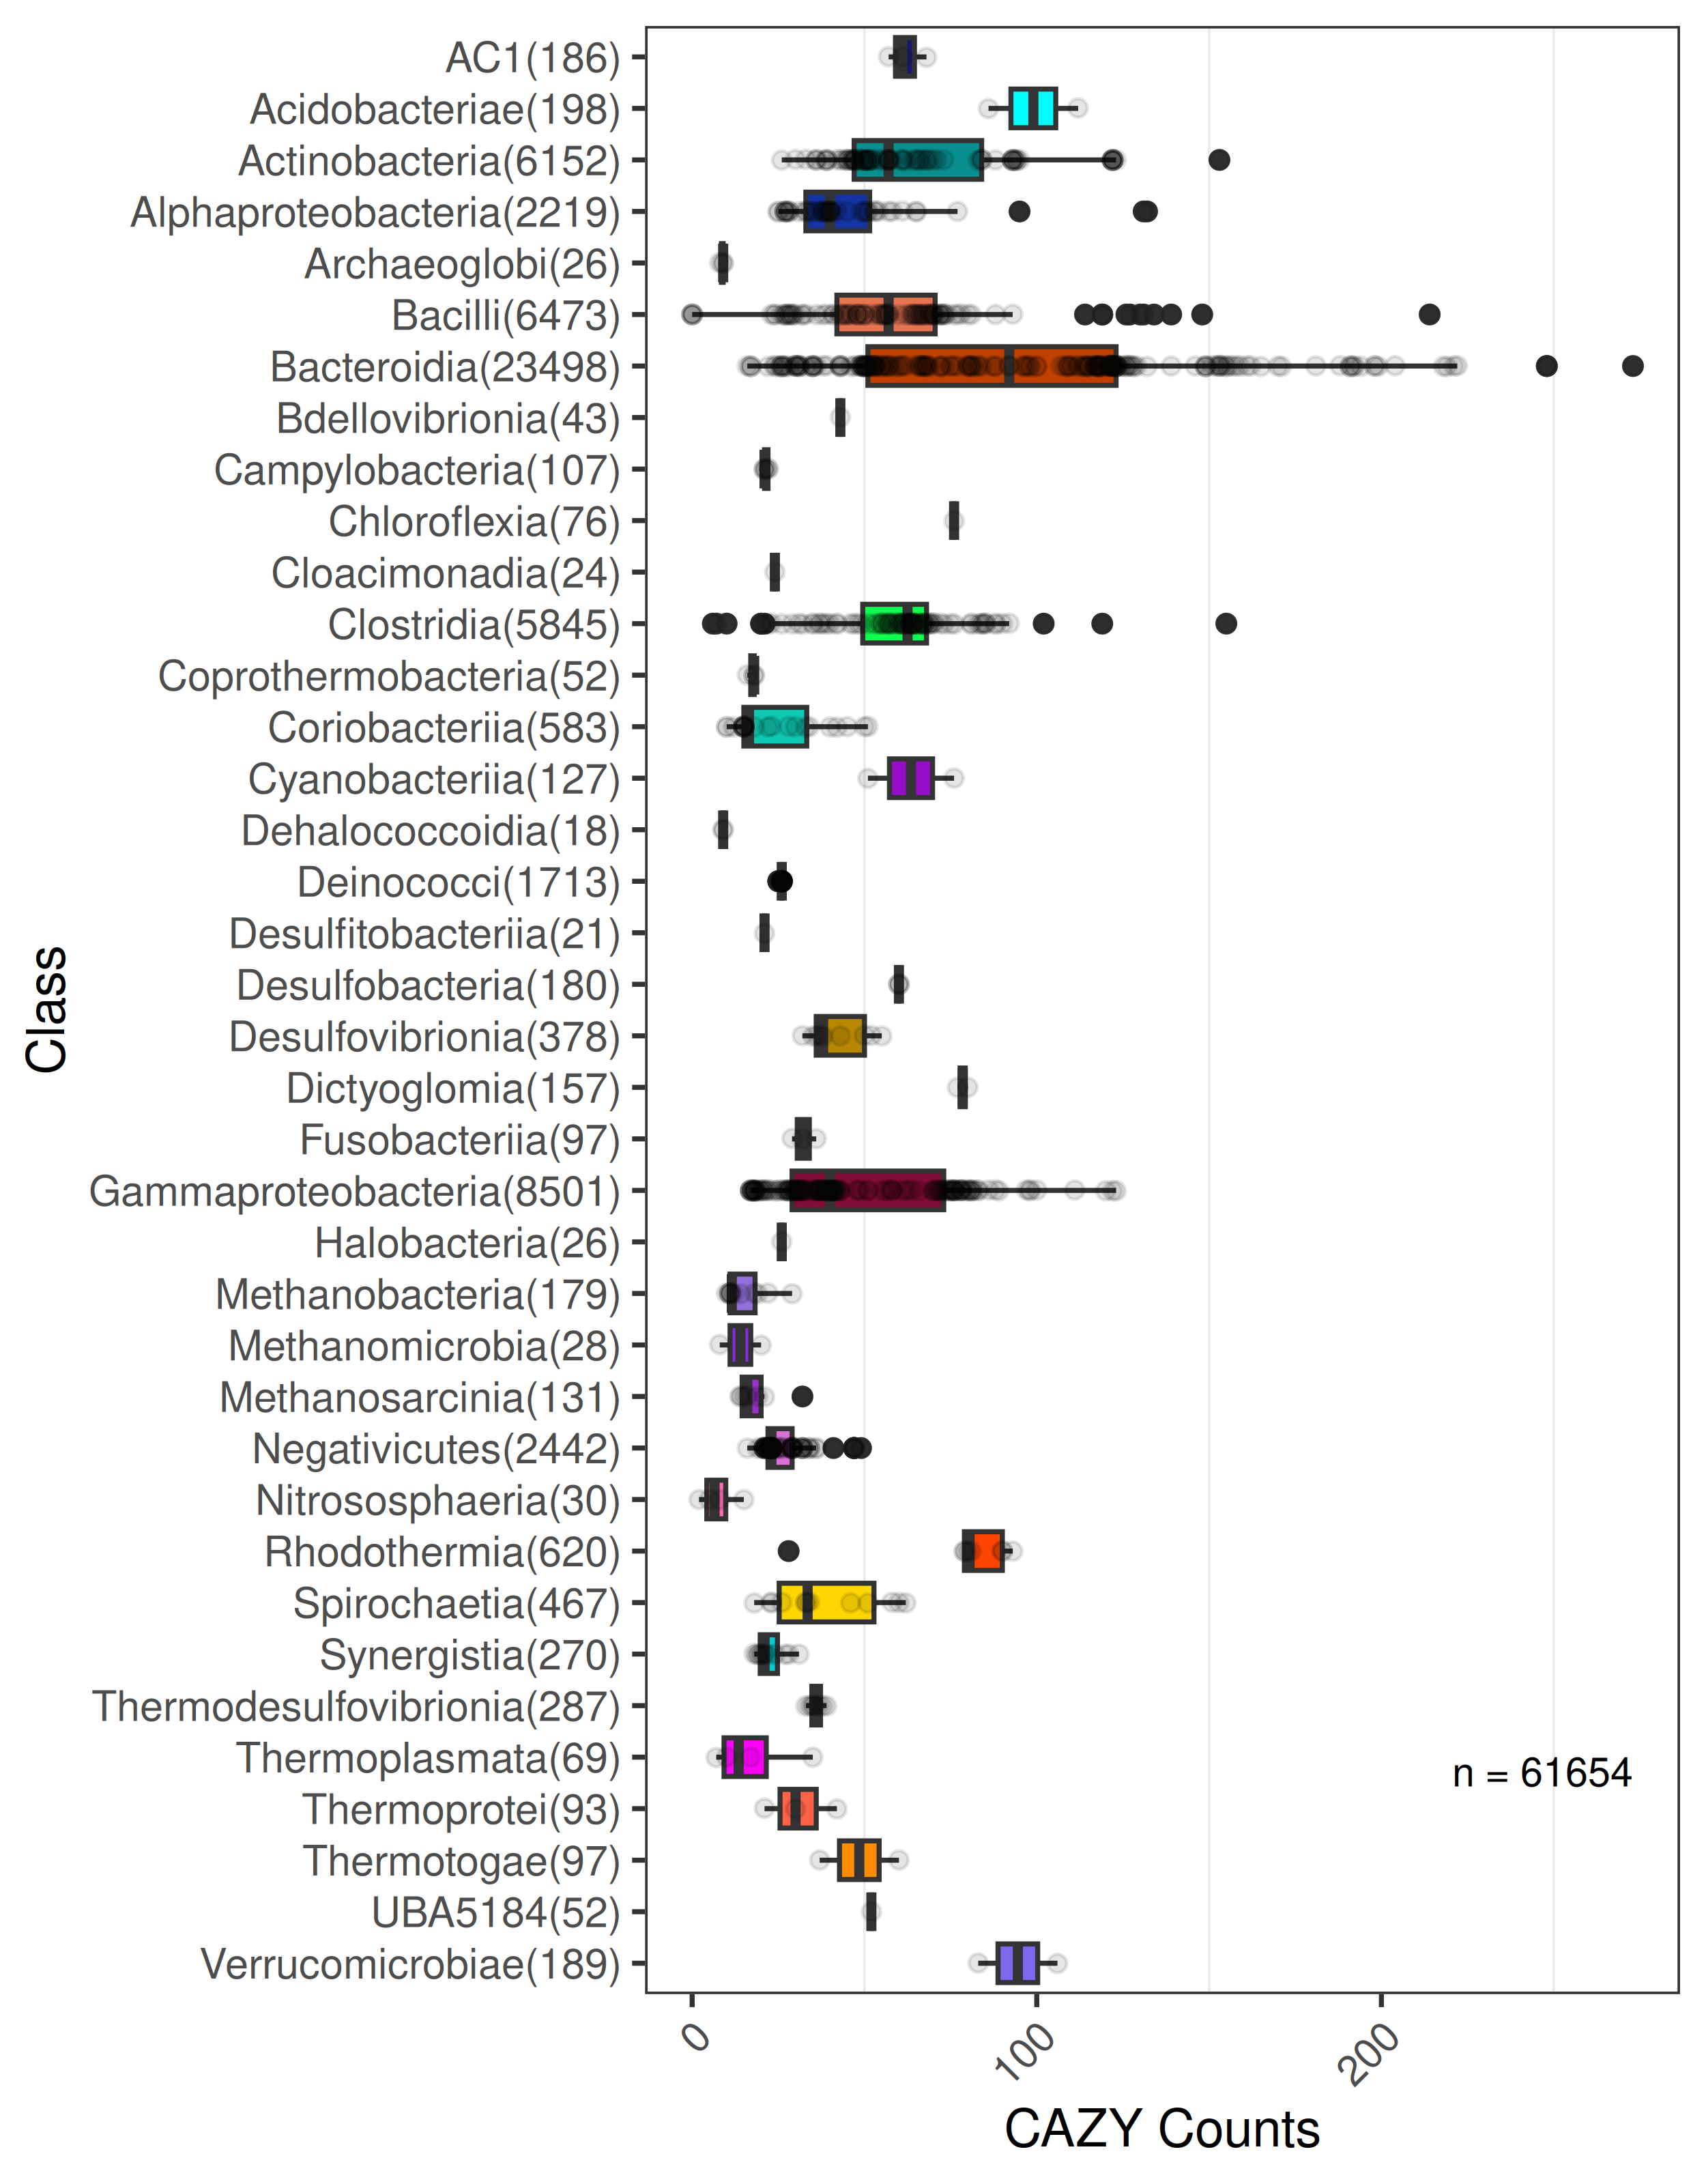 AC1(186)
Acidobacteriae(198)
Actinobacteria(6152)
Alphaproteobacteria(2219)
Archaeoglobi(26)
Bacilli(6473)
Bacteroidia(23498)
Bdellovibrionia(43)
Campylobacteria(107)
Chloroflexia(76)
Cloacimonadia(24)
Clostridia(5845)
Coprothermobacteria(52)
Coriobacteriia(583)
Cyanobacteriia(127)
Dehalococcoidia(18)
Deinococci(1713)
Desulfitobacteriia(21)
Desulfobacteria(180)
Desulfovibrionia(378)
Dictyoglomia(157)
Fusobacteriia(97)
Gammaproteobacteria(8501)
Halobacteria(26)
Methanobacteria(179)
Methanomicrobia(28)
Methanosarcinia(131)
Negativicutes(2442)
Nitrososphaeria(30)
Rhodothermia(620)
Spirochaetia(467)
Synergistia(270)
Thermodesulfovibrionia(287)
Thermoplasmata(69)
Thermoprotei(93)
Thermotogae(97)
UBA5184(52)
Verrucomicrobiae(189)
Class
n = 61654
0
100
200
CAZY Counts